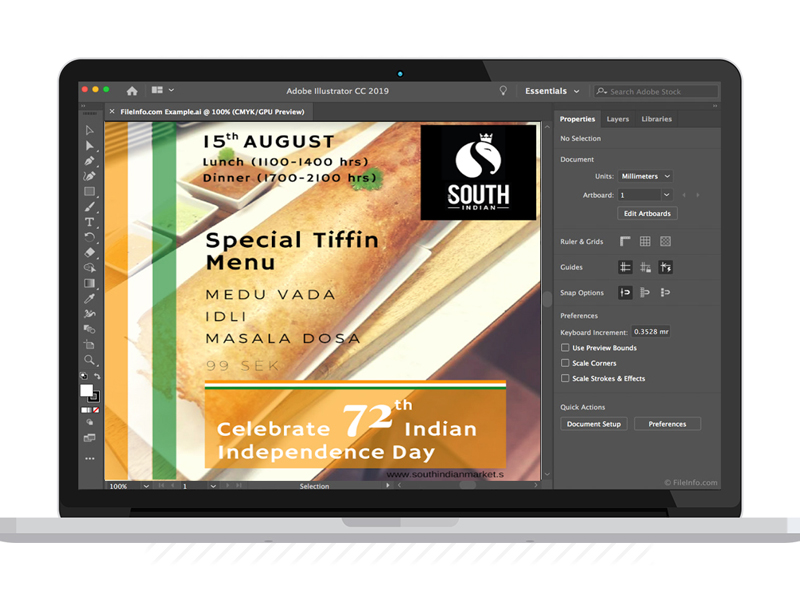 Adobe Illustrator CC 2019
Essentials
Search Adobe Stock
× FileInfo.com Example.ai @ 100% (CMYK/GPU Preview)
15th AUGUST
Lunch (1100-1400 hrs)
Dinner (1700-2100 hrs)
SOUTH
INDIAN
Special Tiffin
Menu
MEDU VADA
IDLI
MASALA DOSA
99 SEK
Celebrate 72th Indian
Independence Day
www.southindianmarket.s
100%
1
Selection
Properties
Layers
Libraries
No Selection
Document
Units: Millimeters
Artboard: 1
Edit Artboards
Ruler & Grids
Guides
Snap Options
Preferences
Keyboard Increment: 0.3528 mr
Use Preview Bounds
Scale Corners
Scale Strokes & Effects
Quick Actions
Document Setup
Preferences
© FileInfo.com